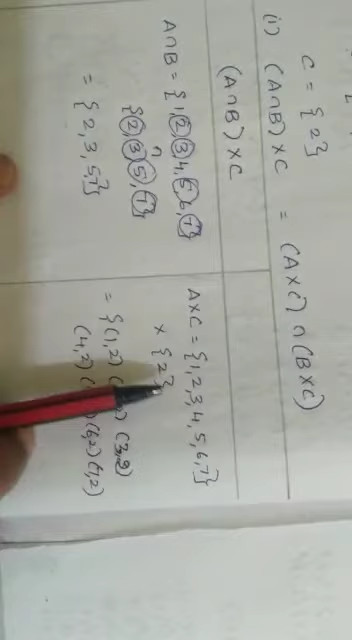 C = {2}
(i) (A∩B) × C = (A×C) ∩ (B×C)
(A∩B) × C
A∩B = {1, 2, 3, 4, 5, 6, 7}
∩
{2, 3, 5, 7}
= {2, 3, 5, 7}
A×C = {1, 2, 3, 4, 5, 6, 7}
× {2}
= {(1, 2) (3, 2)
(4, 2) (6, 2) (7, 2)